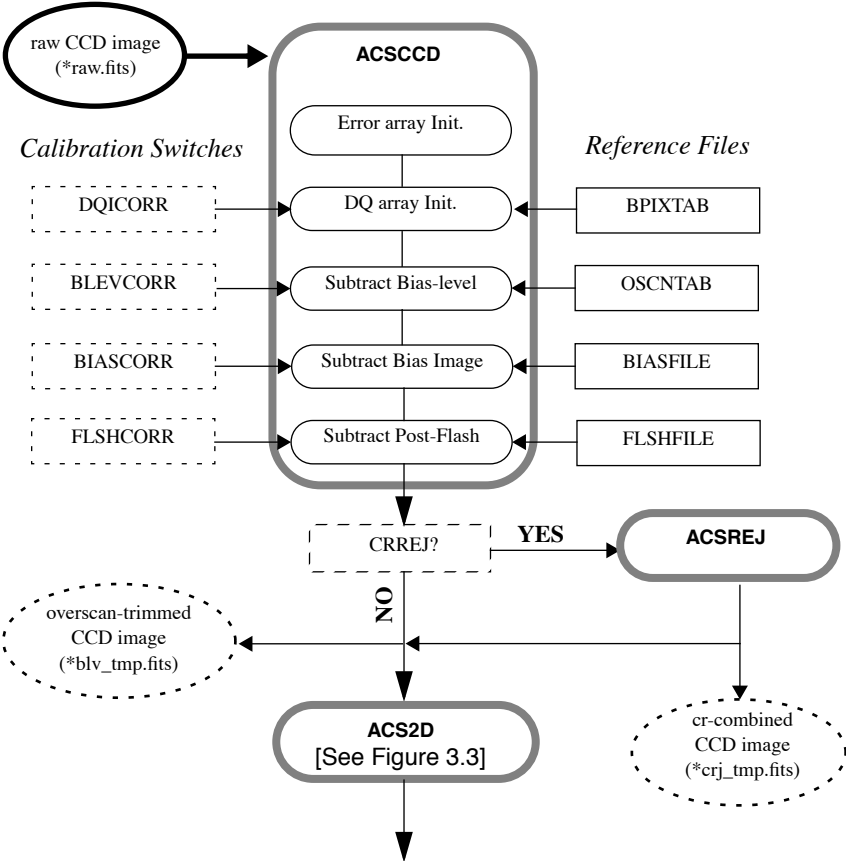 raw CCD image
(*raw.fits)
ACSCCD
Error array Init.
Calibration Switches
Reference Files
DQICORR
DQ array Init.
BPIXTAB
BLEVCORR
Subtract Bias-level
OSCNTAB
BIASCORR
Subtract Bias Image
BIASFILE
FLSHCORR
Subtract Post-Flash
FLSHFILE
CRREJ?
YES
ACSREJ
NO
overscan-trimmed
CCD image
(*blv_tmp.fits)
ACS2D
[See Figure 3.3]
cr-combined
CCD image
(*crj_tmp.fits)